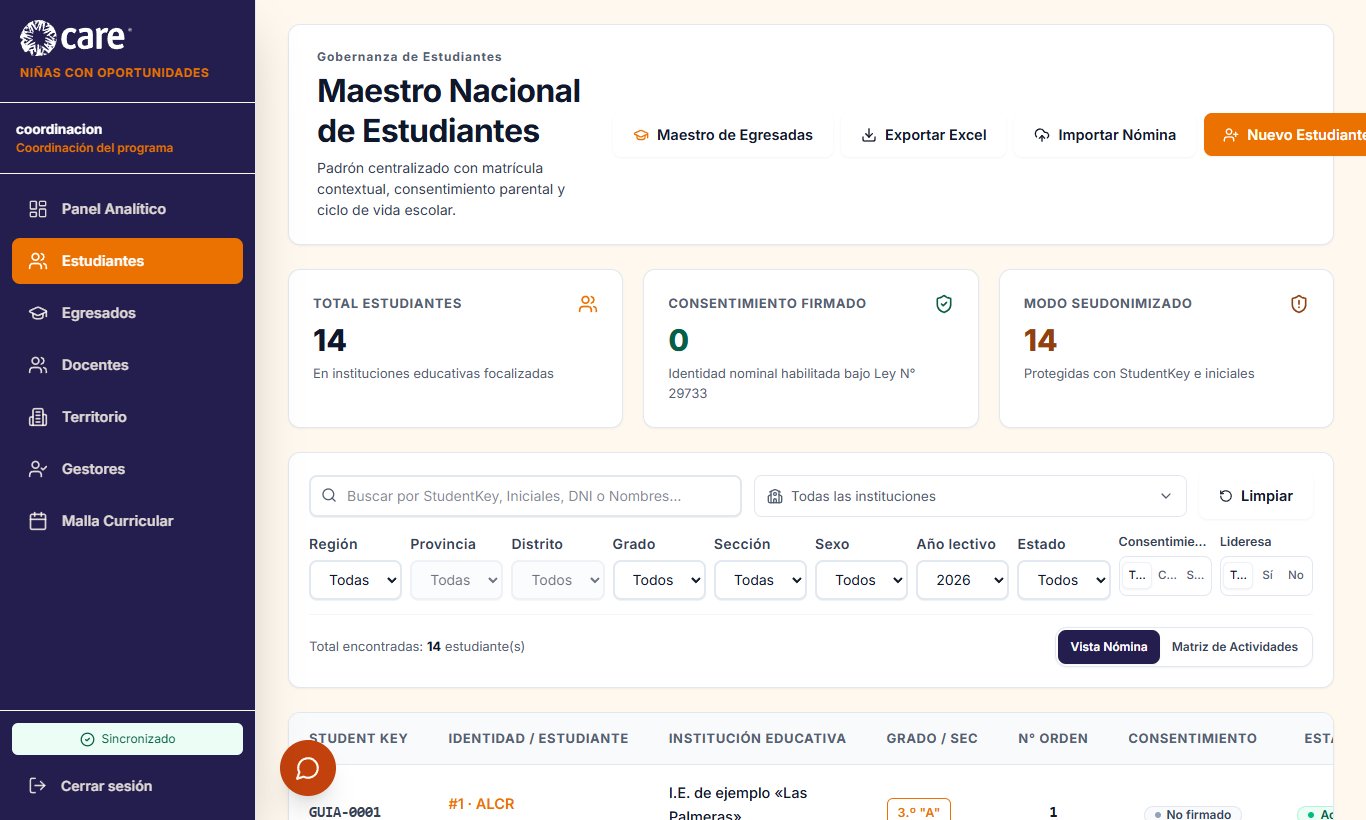 care
NIÑAS CON OPORTUNIDADES
coordinacion
Coordinación del programa
Panel Analítico
Estudiantes
Egresados
Docentes
Territorio
Gestores
Malla Curricular
Sincronizado
Cerrar sesión
Gobernanza de Estudiantes
Maestro Nacional
de Estudiantes
Padrón centralizado con matrícula
contextual, consentimiento parental y
ciclo de vida escolar.
Maestro de Egresadas
Exportar Excel
Importar Nómina
Nuevo Estudiante
TOTAL ESTUDIANTES
14
En instituciones educativas focalizadas
CONSENTIMIENTO FIRMADO
0
Identidad nominal habilitada bajo Ley N°
29733
MODO SEUDONIMIZADO
14
Protegidas con StudentKey e iniciales
Buscar por StudentKey, Iniciales, DNI o Nombres...
Todas las instituciones
Limpiar
Región Provincia Distrito Grado Sección Sexo Año lectivo Estado Consentimie... Lideresa
Todas Todas Todos Todos Todas Todos 2026 Todos T... C... S... T... Sí No
Total encontradas: 14 estudiante(s)
Vista Nómina
Matriz de Actividades
STUDENT KEY IDENTIDAD / ESTUDIANTE INSTITUCIÓN EDUCATIVA GRADO / SEC N° ORDEN CONSENTIMIENTO
GUIA-0001
#1 · ALCR
I.E. de ejemplo «Las
Palmeras»
3.º "A"
1
No firmado